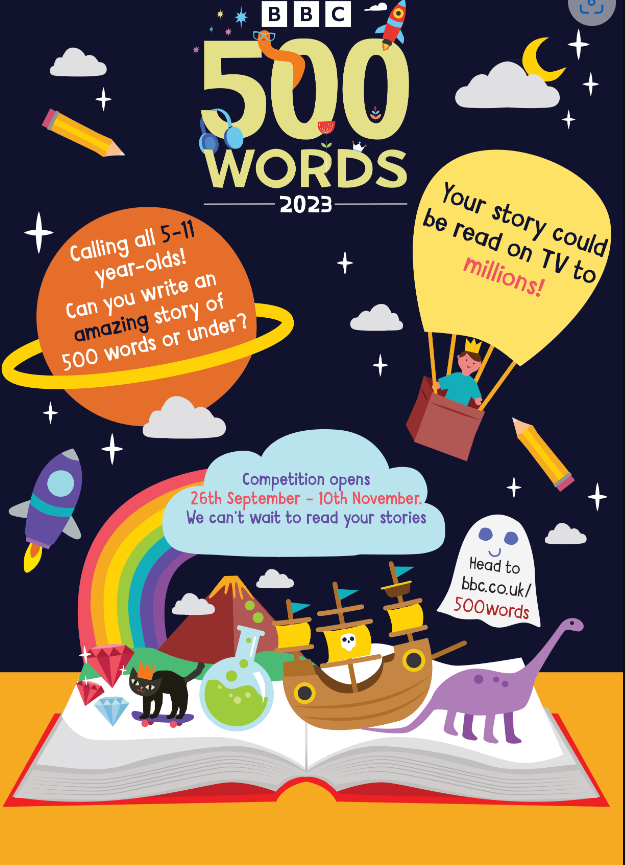 BBC
500
WORDS
2023
Calling all 5-11
year-olds!
Can you write an
amazing story of
500 words or under?
Your story could
be read on TV to
millions!
Competition opens
26th September - 10th November.
We can't wait to read your stories
Head to
bbc.co.uk/
500words